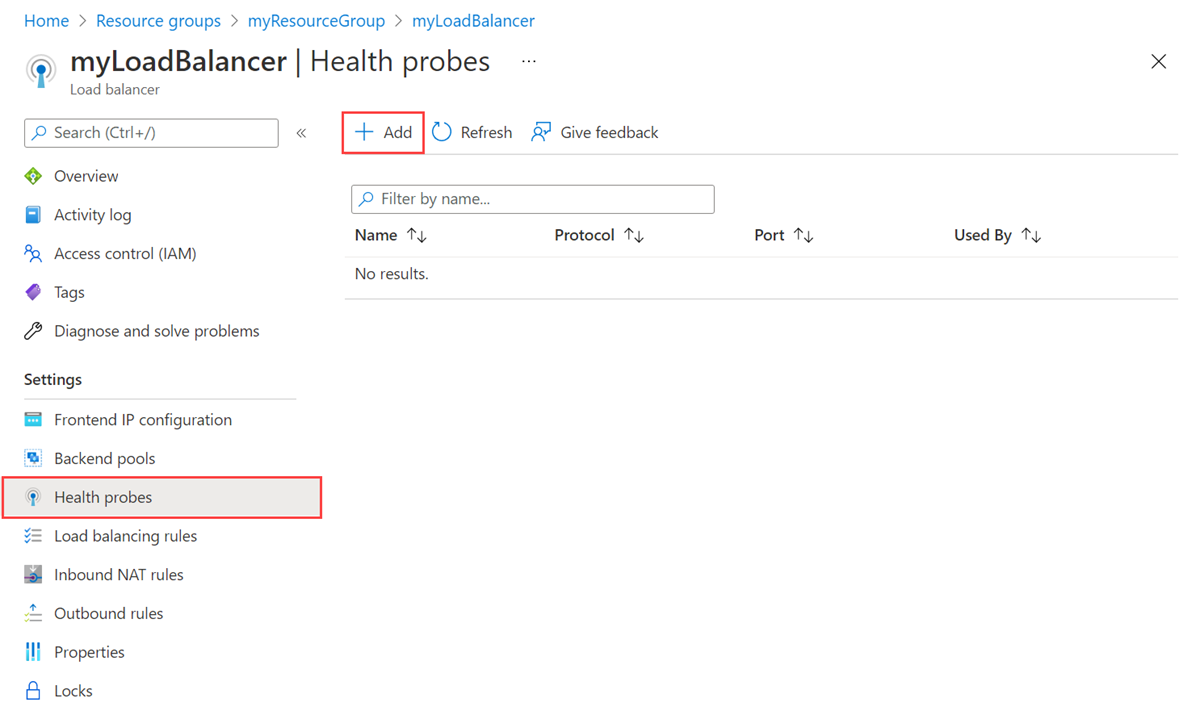 Home > Resource groups > myResourceGroup > myLoadBalancer
myLoadBalancer | Health probes ...
Load balancer
Search (Ctrl+/) «
Add Refresh Give feedback
Overview
Activity log
Access control (IAM)
Tags
Diagnose and solve problems
Settings
Frontend IP configuration
Backend pools
Health probes
Load balancing rules
Inbound NAT rules
Outbound rules
Properties
Locks
Filter by name...
Name ↑↓ Protocol ↑↓ Port ↑↓ Used By ↑↓
No results.